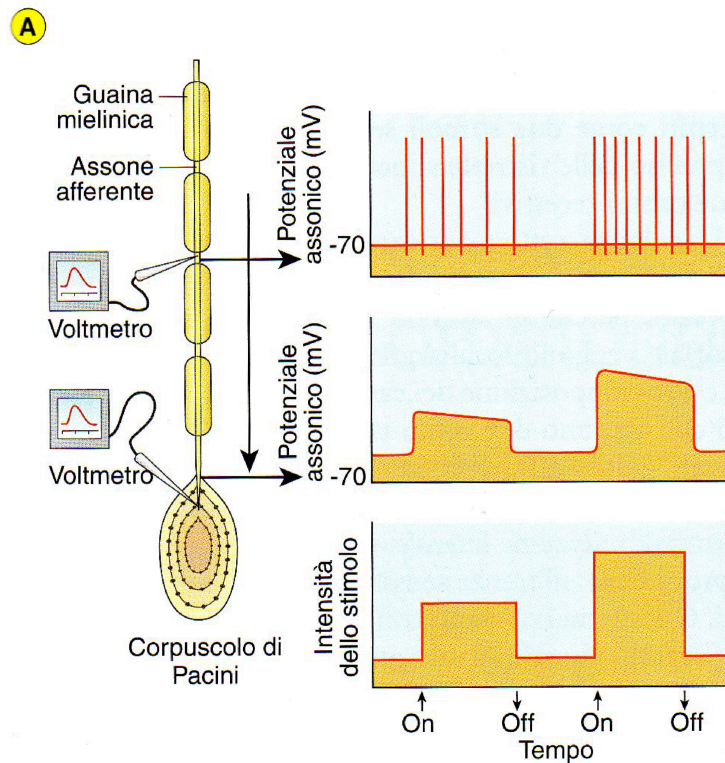 A
Guaina
mielinica
Assone
afferente
Voltmetro
Voltmetro
Corpuscolo di
Pacini
Potenziale
assonico (mV)
-70
Potenziale
assonico (mV)
-70
Intensità
dello stimolo
On
Off
On
Off
Tempo